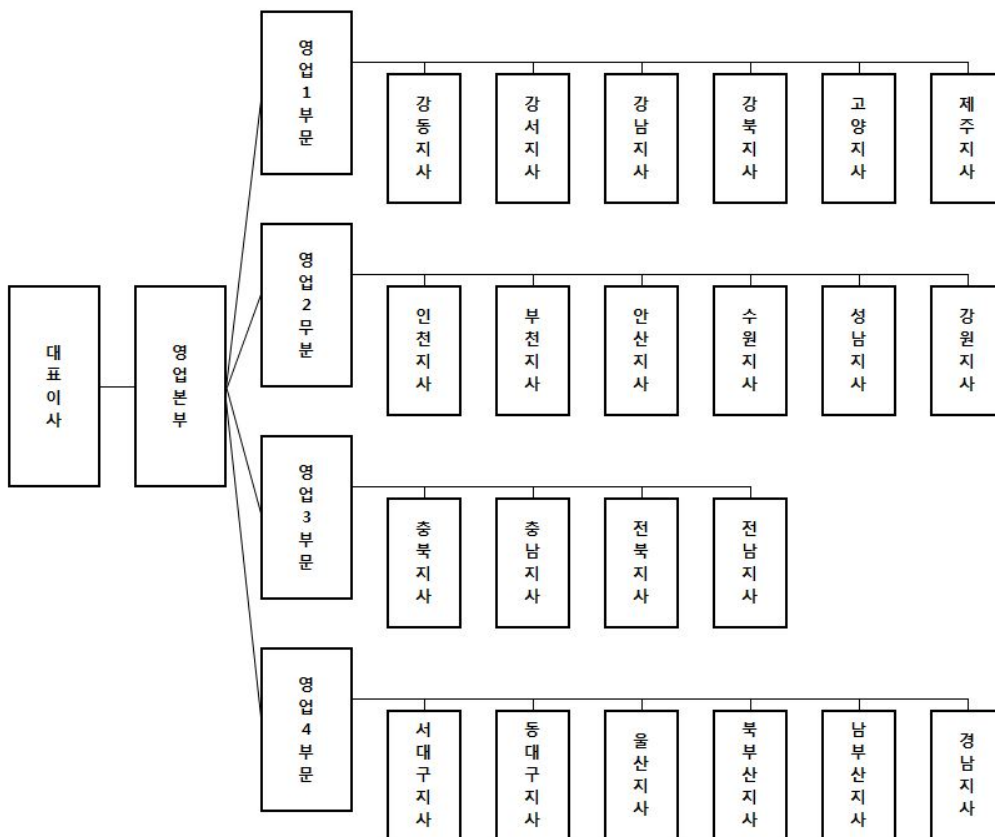 대표이사
영업본부
영업1부문
강동지사
강서지사
강남지사
강북지사
고양지사
제주지사
영업2무분
인천지사
부천지사
안산지사
수원지사
성남지사
강원지사
영업3부문
충북지사
충남지사
전북지사
전남지사
영업4부문
서대구지사
동대구지사
울산지사
북부산지사
남부산지사
경남지사